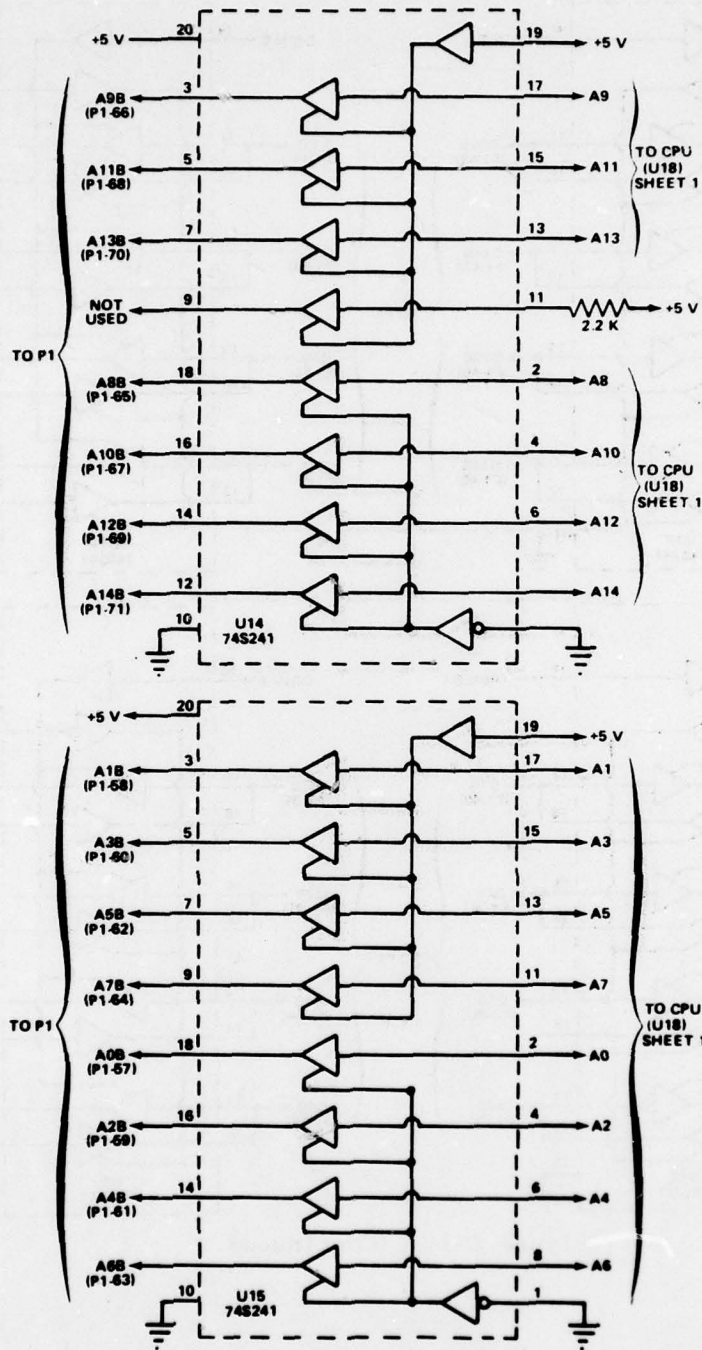 +5 V 20 19 +5 V
A9B 3 17 A9
(P1-66)
A11B 5 15 A11
(P1-68)
TO CPU
(U18)
SHEET 1
A13B 7 13 A13
(P1-70)
NOT
USED 9 11 +5 V
2.2 K
TO P1
A8B 18 2 A8
(P1-65)
A10B 16 4 A10
(P1-67)
TO CPU
(U18)
SHEET 1
A12B 14 6 A12
(P1-69)
A14B 12 A14
(P1-71)
10
U14
74S241
+5 V 20 19 +5 V
A1B 3 17 A1
(P1-58)
A3B 5 15 A3
(P1-60)
A5B 7 13 A5
(P1-62)
A7B 9 11 A7
(P1-64)
TO P1
TO CPU
(U18)
SHEET 1
A0B 18 2 A0
(P1-57)
A2B 16 4 A2
(P1-59)
A4B 14 6 A4
(P1-61)
A6B 8 A6
(P1-63)
10 1
U15
74S241